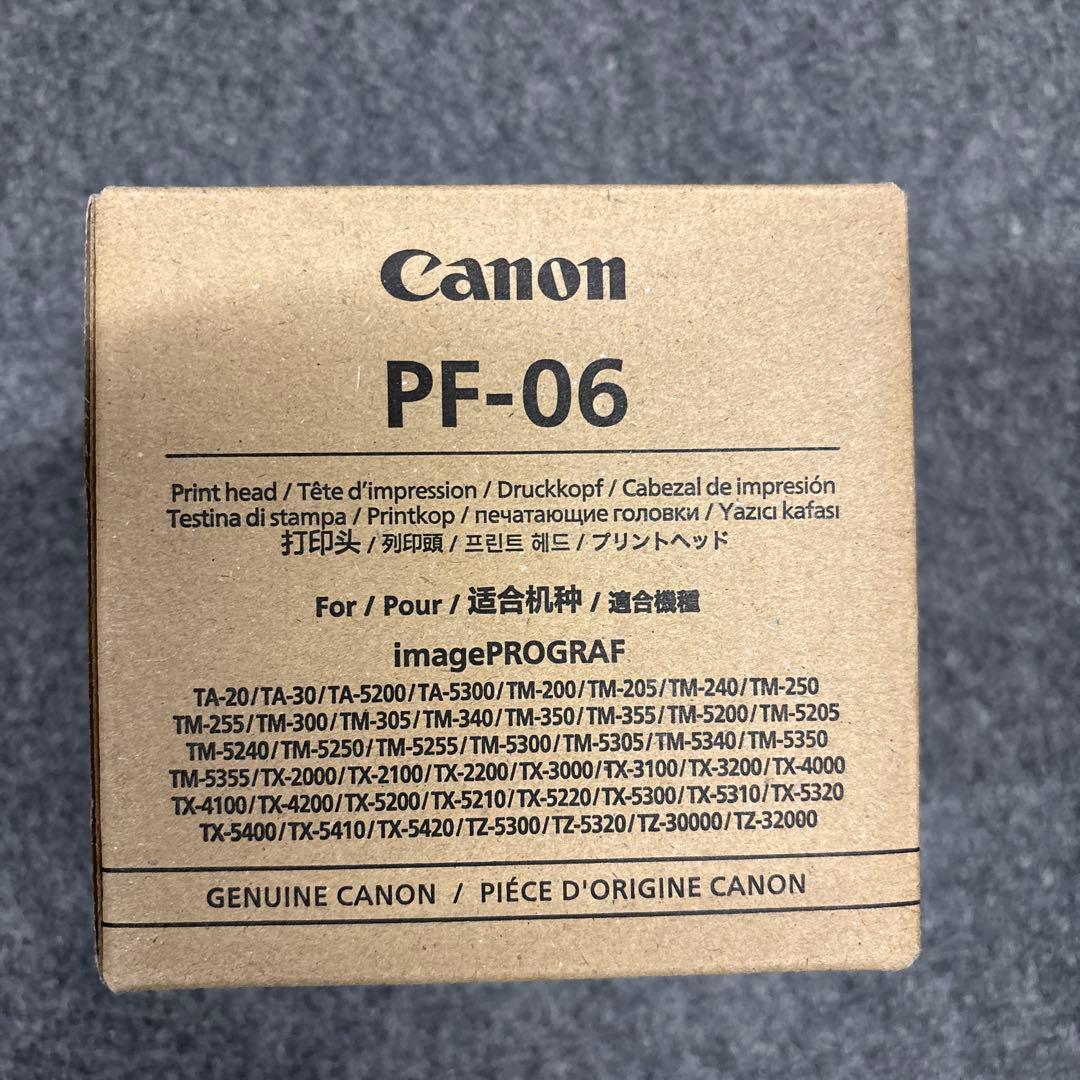 Canon
PF-06
Print head / Tête d'impression / Druckkopf / Cabezal de impresión
Testina di stampa / Printkop / печатающие головки / Yazıcı kafası
打印头 / 列印頭 / 프린트 헤드 / プリントヘッド
For / Pour / 适合机种 / 適合機種
imagePROGRAF
TA-20/TA-30/TA-5200/TA-5300/TM-200/TM-205/TM-240/TM-250
TM-255/TM-300/TM-305/TM-340/TM-350/TM-355/TM-5200/TM-5205
TM-5240/TM-5250/TM-5255/TM-5300/TM-5305/TM-5340/TM-5350
TM-5355/TX-2000/TX-2100/TX-2200/TX-3000/TX-3100/TX-3200/TX-4000
TX-4100/TX-4200/TX-5200/TX-5210/TX-5220/TX-5300/TX-5310/TX-5320
TX-5400/TX-5410/TX-5420/TZ-5300/TZ-5320/TZ-30000/TZ-32000
GENUINE CANON / PIÉCE D'ORIGINE CANON